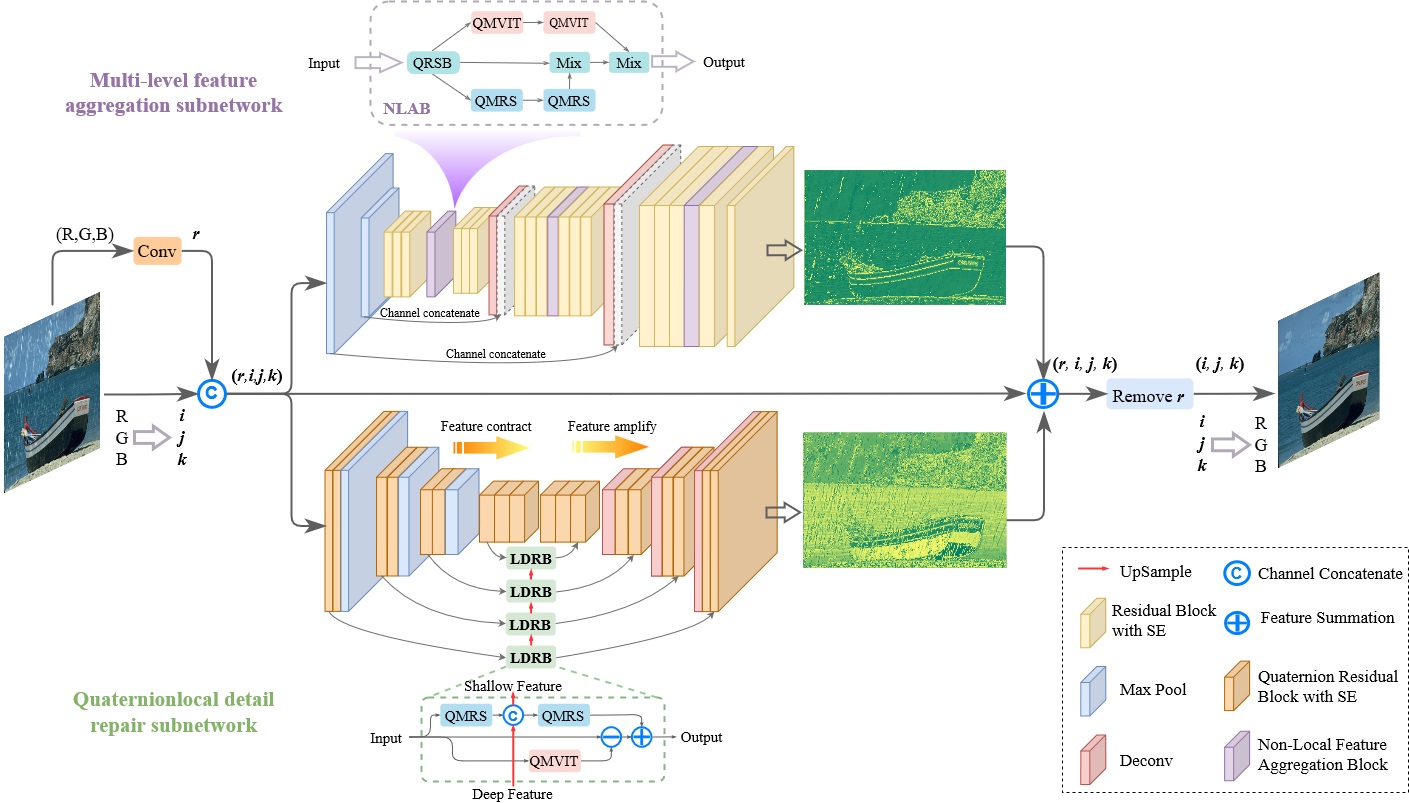 QMVIT
QMVIT
Input
QRSB
Mix
Mix
Output
QMRS
QMRS
NLAB
Multi-level feature
aggregation subnetwork
(R,G,B)
Conv
r
Channel concatenate
Channel concatenate
(r,i,j,k)
C
R
G
B
i
j
k
(r, i, j, k)
Remove r
(i, j, k)
i
j
k
R
G
B
Feature contract
Feature amplify
LDRB
LDRB
LDRB
LDRB
Quaternionlocal detail
repair subnetwork
Shallow Feature
QMRS
C
QMRS
Input
Output
QMVIT
Deep Feature
UpSample
C
Channel Concatenate
Residual Block
with SE
Feature Summation
Max Pool
Quaternion Residual
Block with SE
Deconv
Non-Local Feature
Aggregation Block